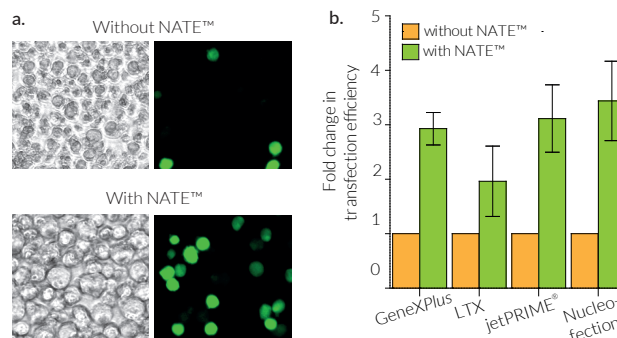 a.
Without NATE™
With NATE™
b.
without NATE™
with NATE™
Fold change in
transfection efficiency
5
4
3
2
1
0
GeneXPlus
LTX
jetPRIME®
Nucleo-
fection